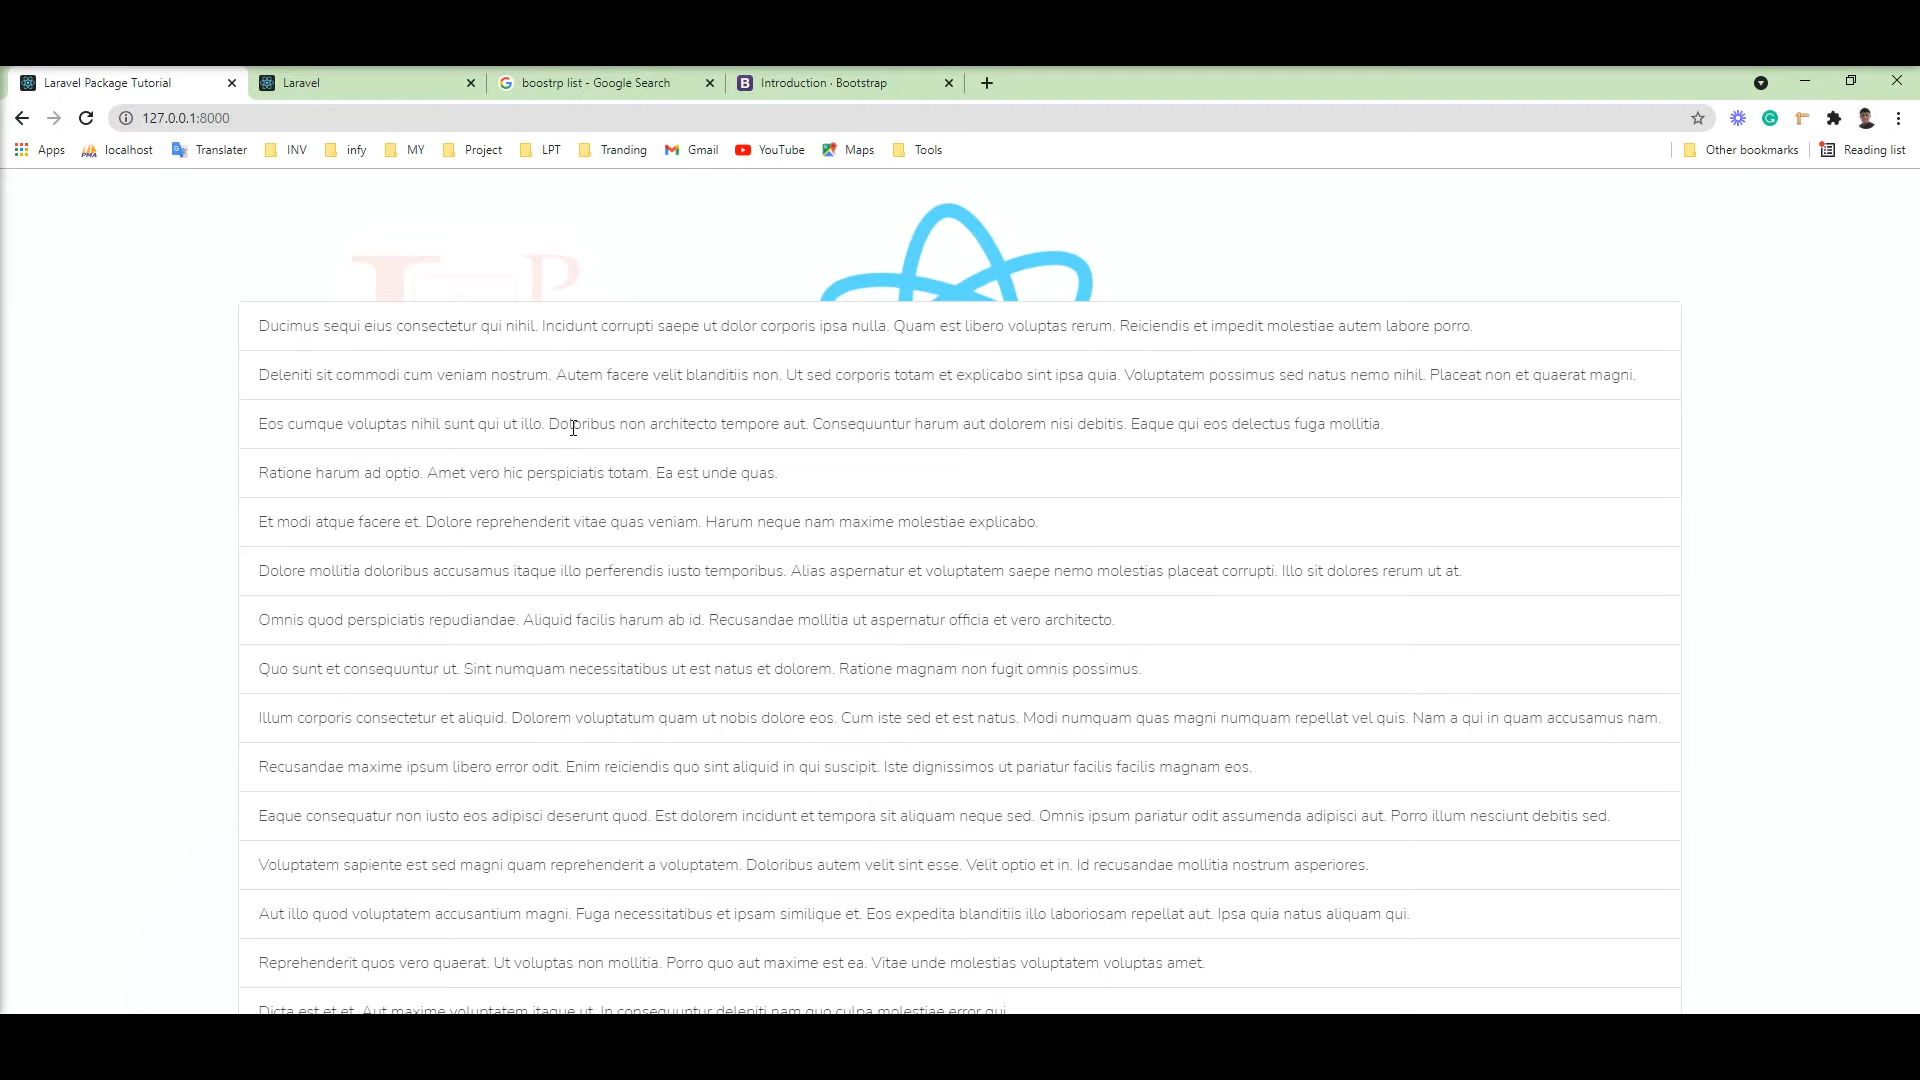 Laravel Package Tutorial
Laravel
boostrp list - Google Search
Introduction · Bootstrap
127.0.0.1:8000
Apps
localhost
Translater
INV
infy
MY
Project
LPT
Tranding
Gmail
YouTube
Maps
Tools
Other bookmarks
Reading list
L P
Ducimus sequi eius consectetur qui nihil. Incidunt corrupti saepe ut dolor corporis ipsa nulla. Quam est libero voluptas rerum. Reiciendis et impedit molestiae autem labore porro.
Deleniti sit commodi cum veniam nostrum. Autem facere velit blanditiis non. Ut sed corporis totam et explicabo sint ipsa quia. Voluptatem possimus sed natus nemo nihil. Placeat non et quaerat magni.
Eos cumque voluptas nihil sunt qui ut illo. Doloribus non architecto tempore aut. Consequuntur harum aut dolorem nisi debitis. Eaque qui eos delectus fuga mollitia.
Ratione harum ad optio. Amet vero hic perspiciatis totam. Ea est unde quas.
Et modi atque facere et. Dolore reprehenderit vitae quas veniam. Harum neque nam maxime molestiae explicabo.
Dolore mollitia doloribus accusamus itaque illo perferendis iusto temporibus. Alias aspernatur et voluptatem saepe nemo molestias placeat corrupti. Illo sit dolores rerum ut at.
Omnis quod perspiciatis repudiandae. Aliquid facilis harum ab id. Recusandae mollitia ut aspernatur officia et vero architecto.
Quo sunt et consequuntur ut. Sint numquam necessitatibus ut est natus et dolorem. Ratione magnam non fugit omnis possimus.
Illum corporis consectetur et aliquid. Dolorem voluptatum quam ut nobis dolore eos. Cum iste sed et est natus. Modi numquam quas magni numquam repellat vel quis. Nam a qui in quam accusamus nam.
Recusandae maxime ipsum libero error odit. Enim reiciendis quo sint aliquid in qui suscipit. Iste dignissimos ut pariatur facilis facilis magnam eos.
Eaque consequatur non iusto eos adipisci deserunt quod. Est dolorem incidunt et tempora sit aliquam neque sed. Omnis ipsum pariatur odit assumenda adipisci aut. Porro illum nesciunt debitis sed.
Voluptatem sapiente est sed magni quam reprehenderit a voluptatem. Doloribus autem velit sint esse. Velit optio et in. Id recusandae mollitia nostrum asperiores.
Aut illo quod voluptatem accusantium magni. Fuga necessitatibus et ipsam similique et. Eos expedita blanditiis illo laboriosam repellat aut. Ipsa quia natus aliquam qui.
Reprehenderit quos vero quaerat. Ut voluptas non mollitia. Porro quo aut maxime est ea. Vitae unde molestias voluptatem voluptas amet.
Dicta est et et. Aut maxime voluptatem itaque ut. In consequuntur deleniti nam quo culpa molestiae error qui.